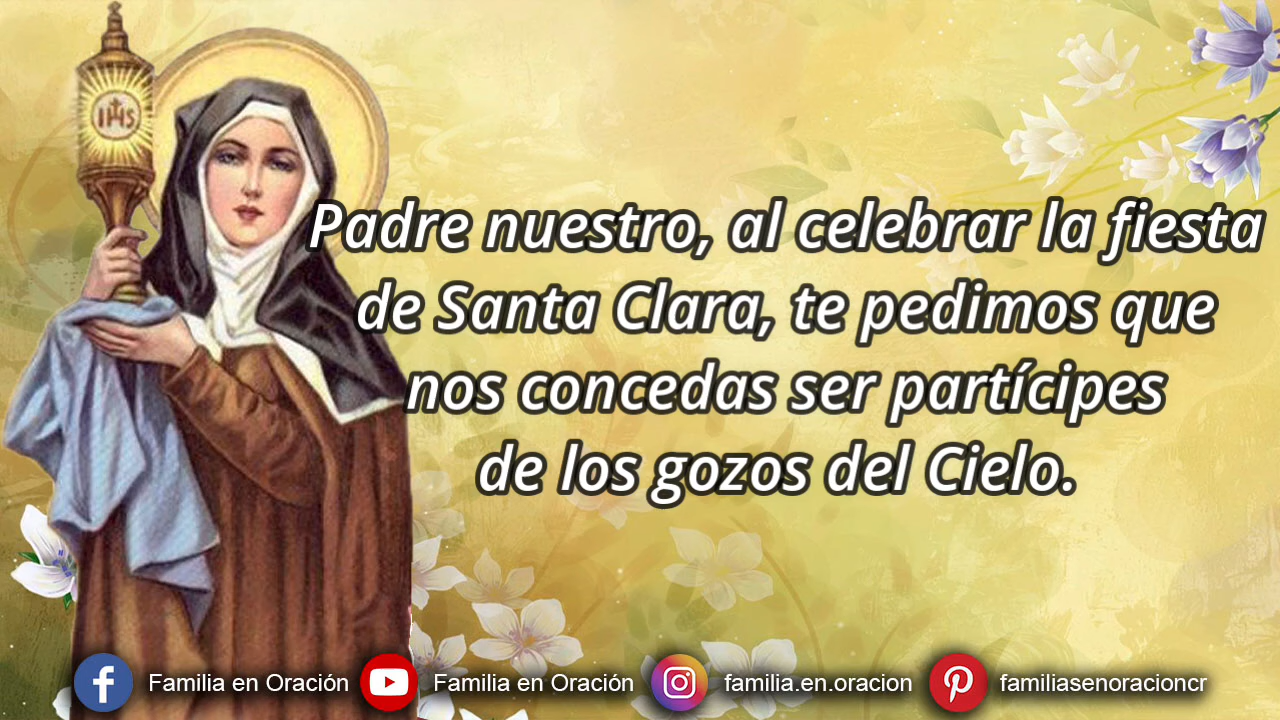 IHS
Padre nuestro, al celebrar la fiesta
de Santa Clara, te pedimos que
nos concedas ser partícipes
de los gozos del Cielo.
Familia en Oración
Familia en Oración
familia.en.oracion
familiasenoracioncr